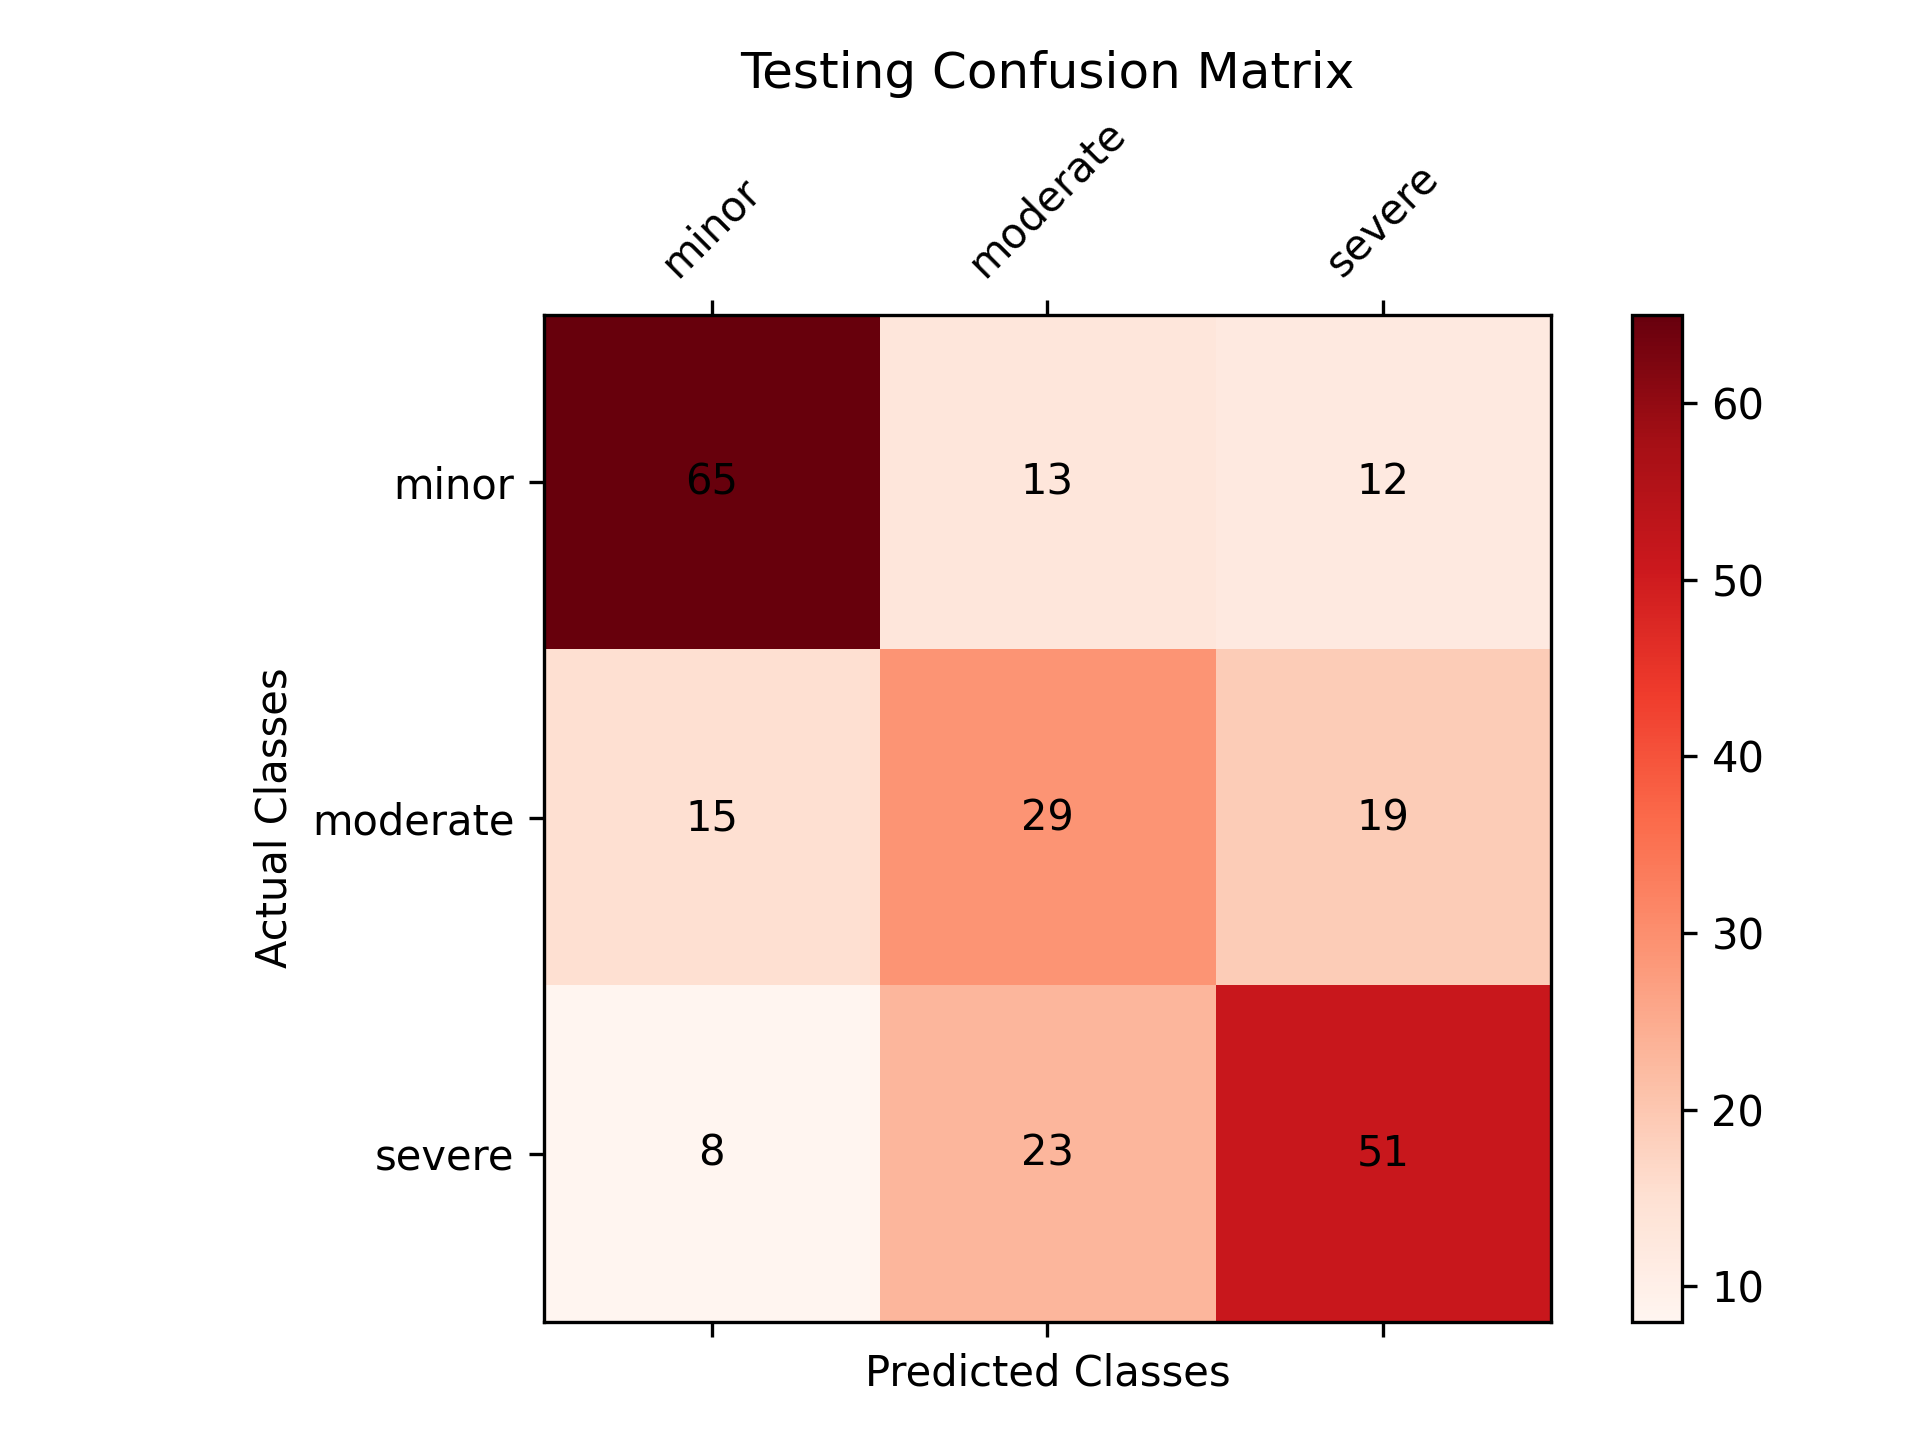 Testing Confusion Matrix
minor moderate severe
minor 65 13 12
moderate 15 29 19
severe 8 23 51
Actual Classes
Predicted Classes
60
50
40
30
20
10